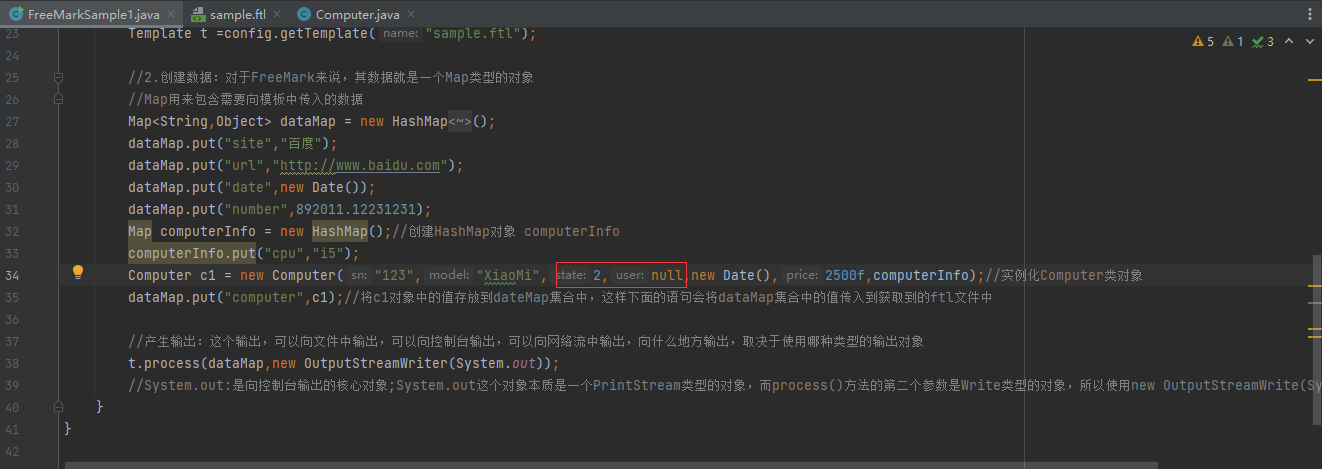 FreeMarkSample1.java sample.ftl Computer.java
23 Template t =config.getTemplate( name: "sample.ftl");
5 1 3
24
25 //2.创建数据：对于FreeMark来说，其数据就是一个Map类型的对象
26 //Map用来包含需要向模板中传入的数据
27 Map<String,Object> dataMap = new HashMap<~>();
28 dataMap.put("site","百度");
29 dataMap.put("url","http://www.baidu.com");
30 dataMap.put("date",new Date());
31 dataMap.put("number",892011.12231231);
32 Map computerInfo = new HashMap();//创建HashMap对象 computerInfo
33 computerInfo.put("cpu","i5");
34 Computer c1 = new Computer( sn: "123", model: "XiaoMi", state: 2, user: null,new Date(), price: 2500f,computerInfo);//实例化Computer类对象
35 dataMap.put("computer",c1);//将c1对象中的值存放到dateMap集合中，这样下面的语句会将dataMap集合中的值传入到获取到的ftl文件中
36
37 //产生输出：这个输出，可以向文件中输出，可以向控制台输出，可以向网络流中输出，向什么地方输出，取决于使用哪种类型的输出对象
38 t.process(dataMap,new OutputStreamWriter(System.out));
39 //System.out:是向控制台输出的核心对象;System.out这个对象本质是一个PrintStream类型的对象，而process()方法的第二个参数是Write类型的对象，所以使用new OutputStreamWrite(Sy
40 }
41 }
42